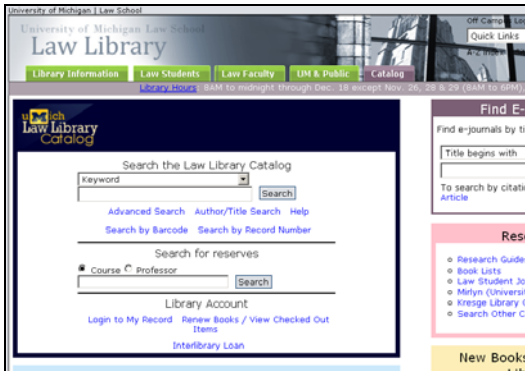 University of Michigan | Law School
University of Michigan Law School
Law Library
Off Campus Lo
Quick Links
A-Z Index
Library Information
Law Students
Law Faculty
UM & Public
Catalog
Library Hours: 8AM to midnight through Dec. 18 except Nov. 26, 28 & 29 (8AM to 6PM),
uMich
Law Library
Catalog
Search the Law Library Catalog
Keyword
Search
Advanced Search Author/Title Search Help
Search by Barcode Search by Record Number
Search for reserves
Course Professor
Search
Library Account
Login to My Record Renew Books / View Checked Out
Items
Interlibrary Loan
Find E-
Find e-journals by ti
Title begins with
To search by citati
Article
Res
Research Guide
Book Lists
Law Student Jo
Mirlyn (Universit
Kresge Library C
Search Other C
New Books